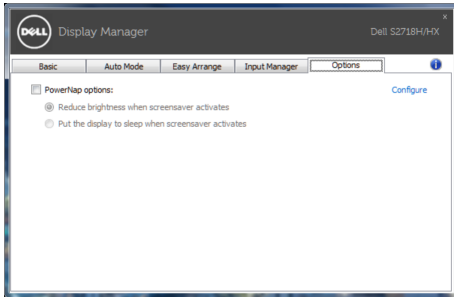 DELL Display Manager
x
Dell S2718H/HX
Basic Auto Mode Easy Arrange Input Manager Options i
PowerNap options: Configure
Reduce brightness when screensaver activates
Put the display to sleep when screensaver activates